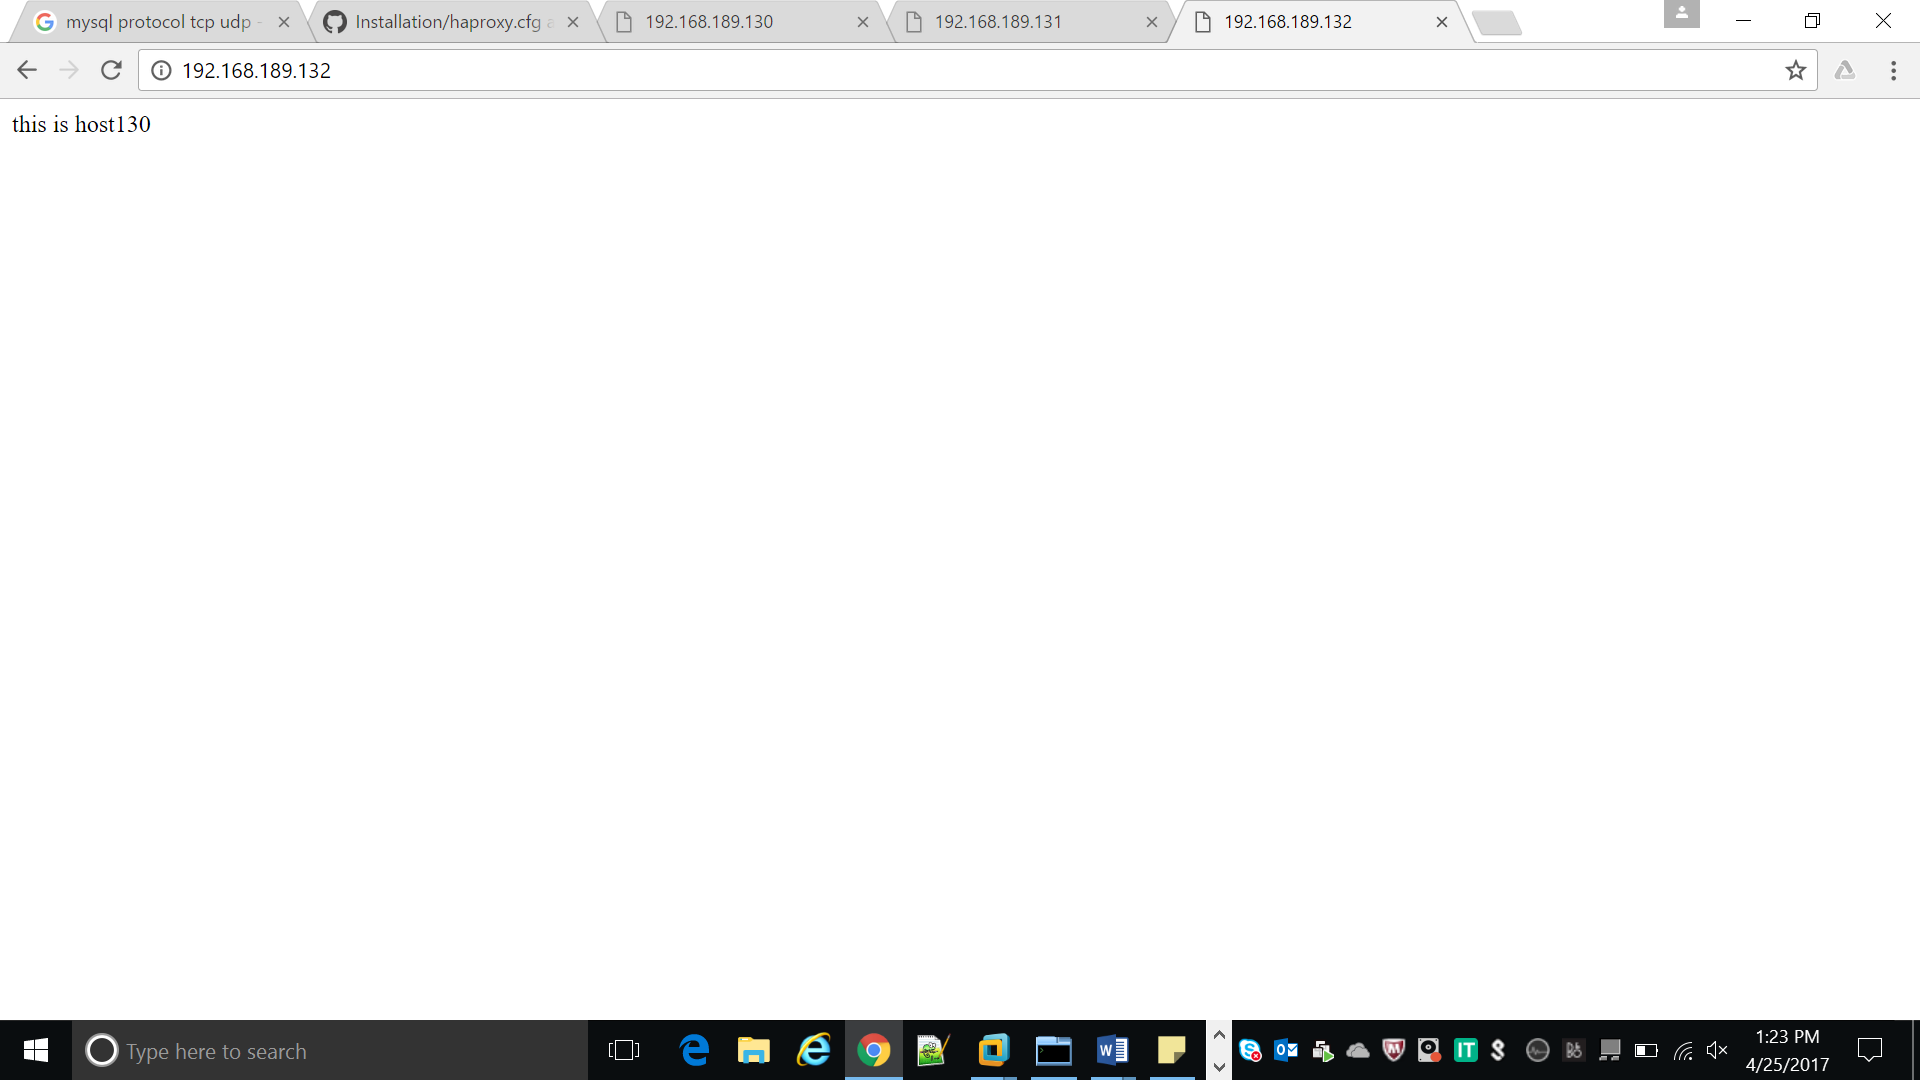 mysql protocol tcp udp -
Installation/haproxy.cfg a
192.168.189.130
192.168.189.131
192.168.189.132
192.168.189.132
this is host130
Type here to search
IT
1:23 PM
4/25/2017